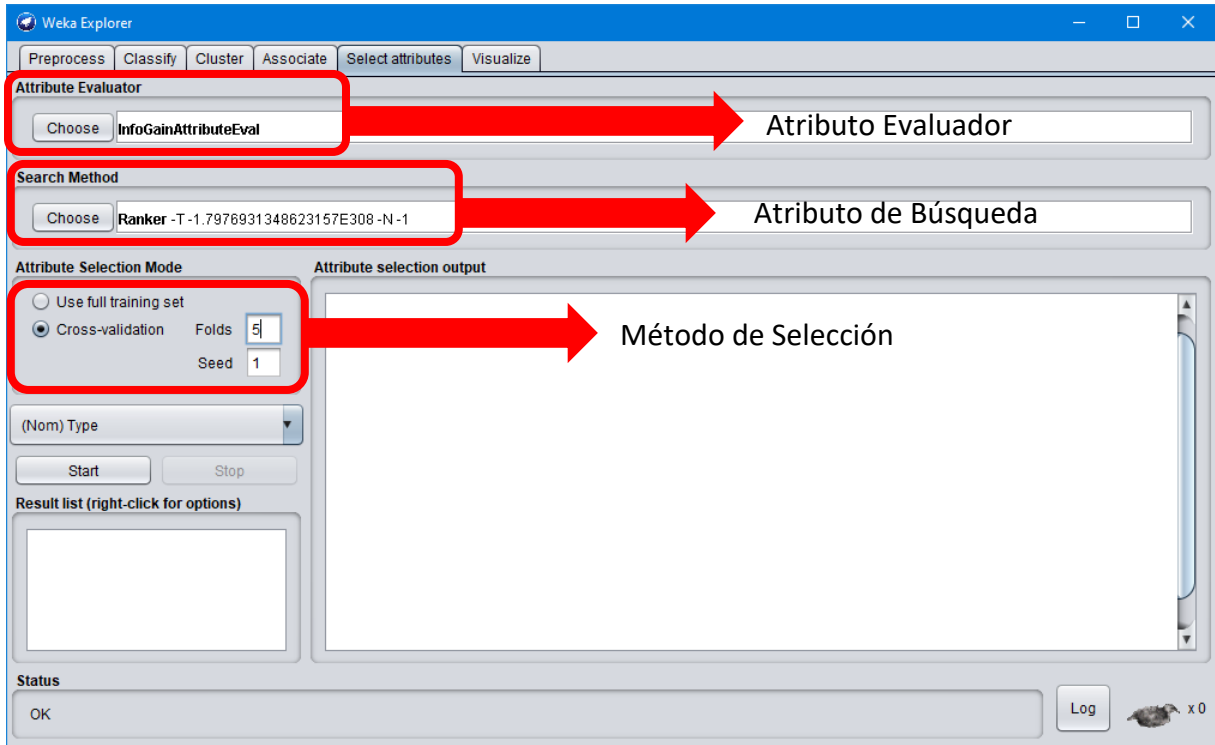 Weka Explorer
Preprocess Classify Cluster Associate Select attributes Visualize
Attribute Evaluator
Choose InfoGainAttributeEval
Atributo Evaluador
Search Method
Choose Ranker -T -1.7976931348623157E308 -N -1
Atributo de Búsqueda
Attribute Selection Mode
Attribute selection output
Use full training set
Cross-validation Folds 5
Seed 1
Método de Selección
(Nom) Type
Start Stop
Result list (right-click for options)
Status
OK
Log x 0